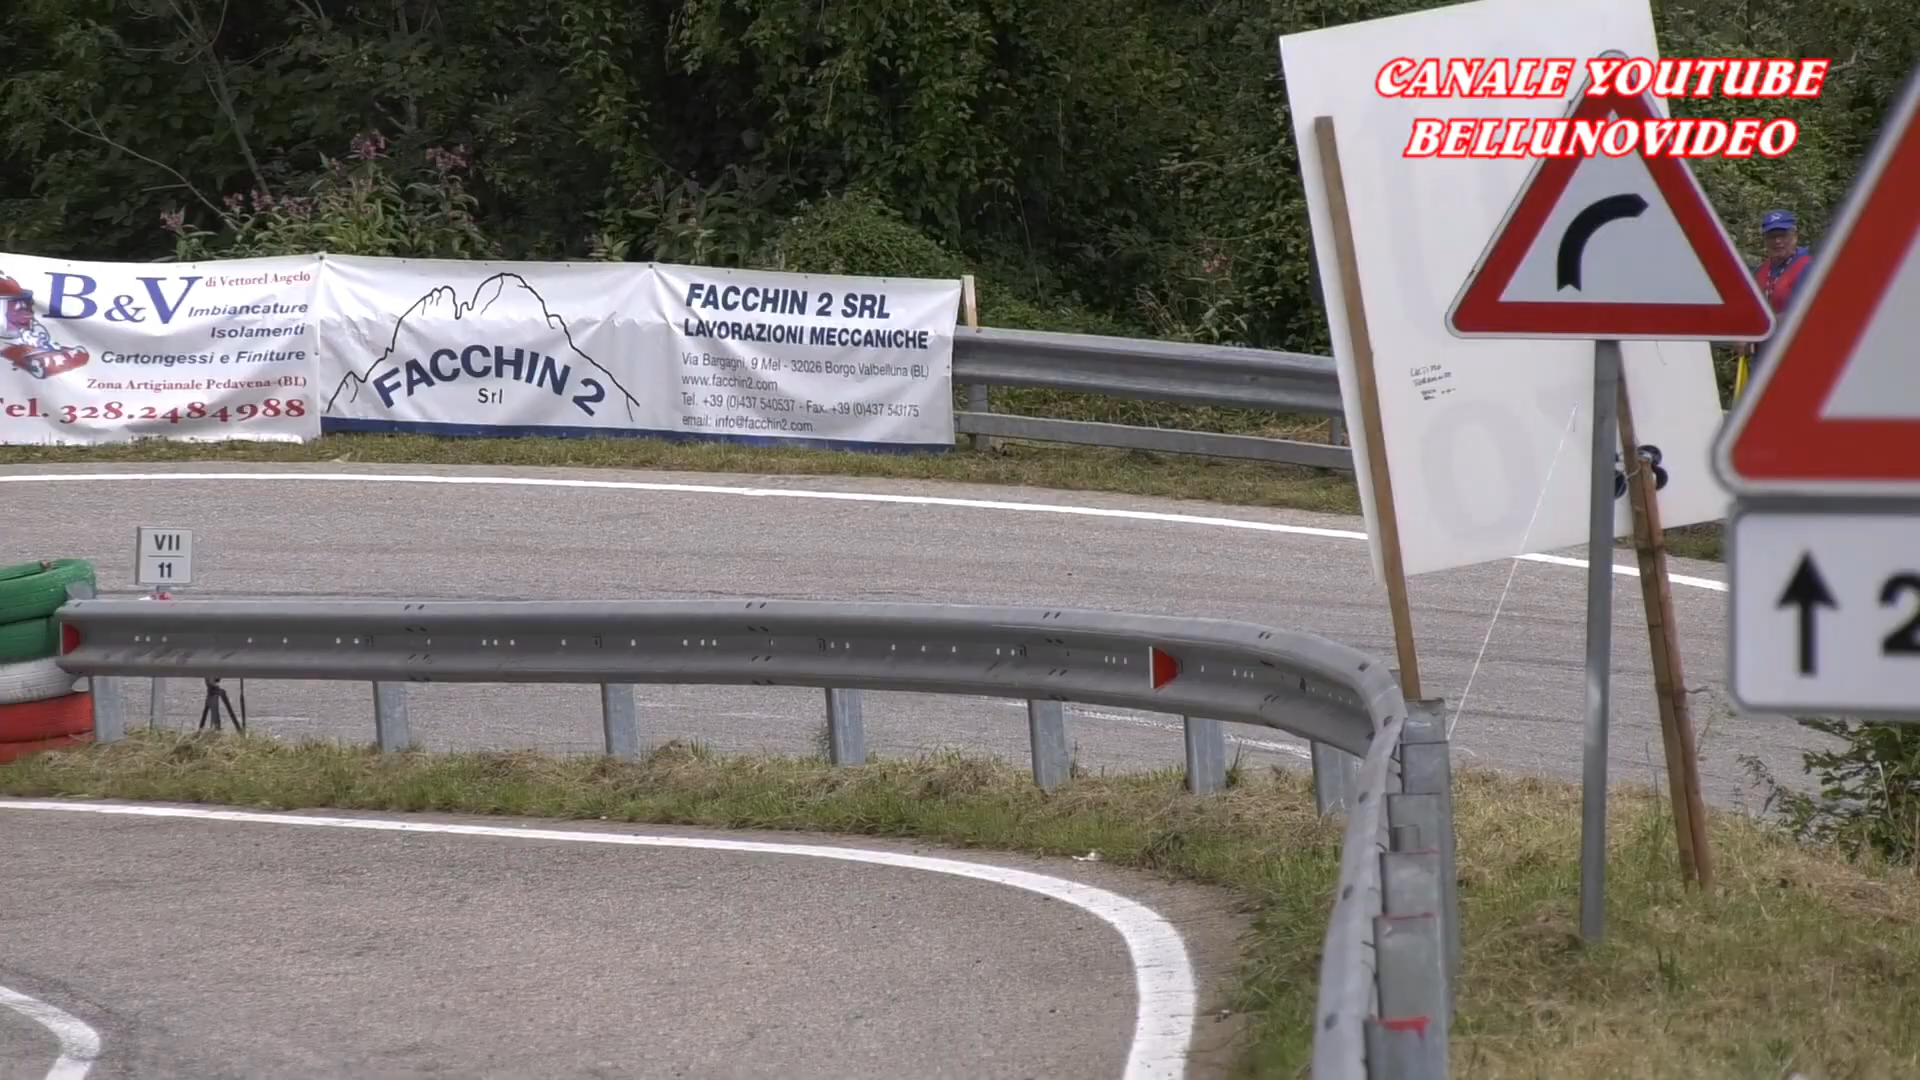 CANALE YOUTUBE
BELLUNOVIDEO
B&V di Vettorel Angelo
Imbiancature
Isolamenti
Cartongessi e Finiture
Zona Artigianale Pedavena (BL)
Tel. 328.2484988
FACCHIN 2
Srl
FACCHIN 2 SRL
LAVORAZIONI MECCANICHE
Via Bargagni, 9 Mel - 32026 Borgo Valbelluna (BL)
www.facchin2.com
Tel. +39 (0)437 540537 - Fax. +39 (0)437 543175
email: info@facchin2.com
VII
11
2